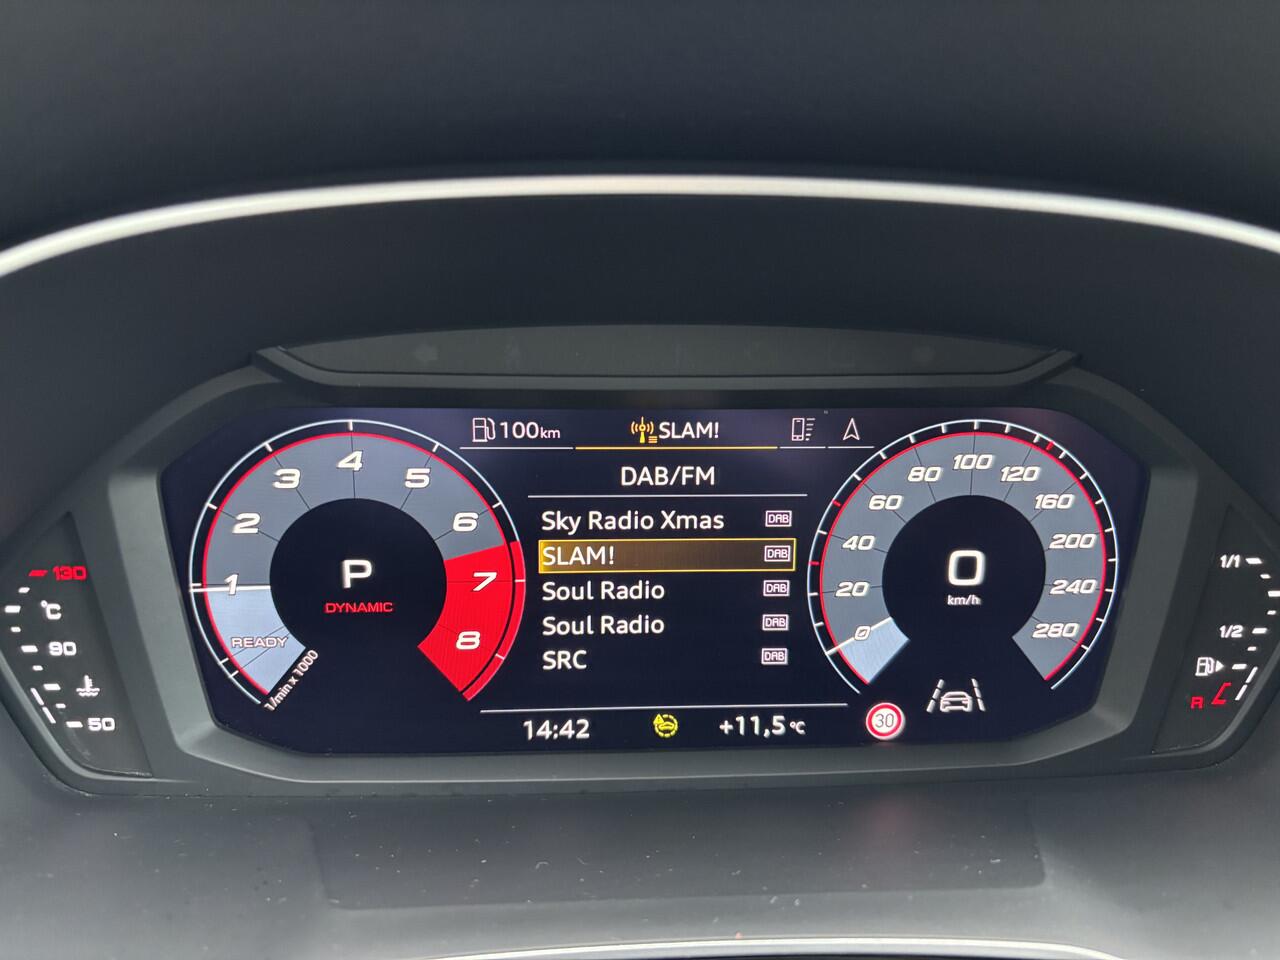 100 km
SLAM!
DAB/FM
Sky Radio Xmas DAB
SLAM! DAB
Soul Radio DAB
Soul Radio DAB
SRC DAB
14:42
+11,5 °C
30
READY
1
2
3
4
5
6
7
8
1/min x 1000
P
DYNAMIC
0
20
40
60
80
100
120
160
200
240
280
0
km/h
130
°C
90
50
1/1
1/2
R